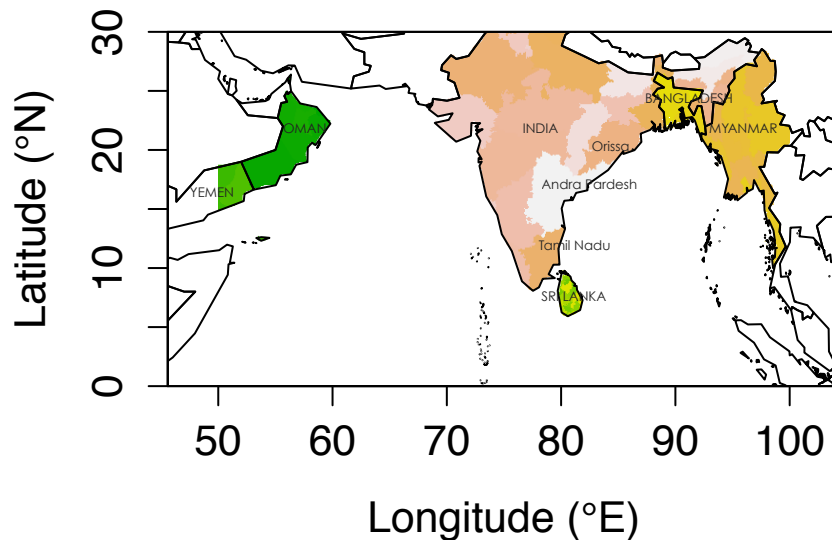 30
20
10
0
Latitude (°N)
OMAN
YEMEN
INDIA
BANGLADESH
MYANMAR
Orissa
Andra Pardesh
Tamil Nadu
SRI LANKA
50 60 70 80 90 100
Longitude (°E)